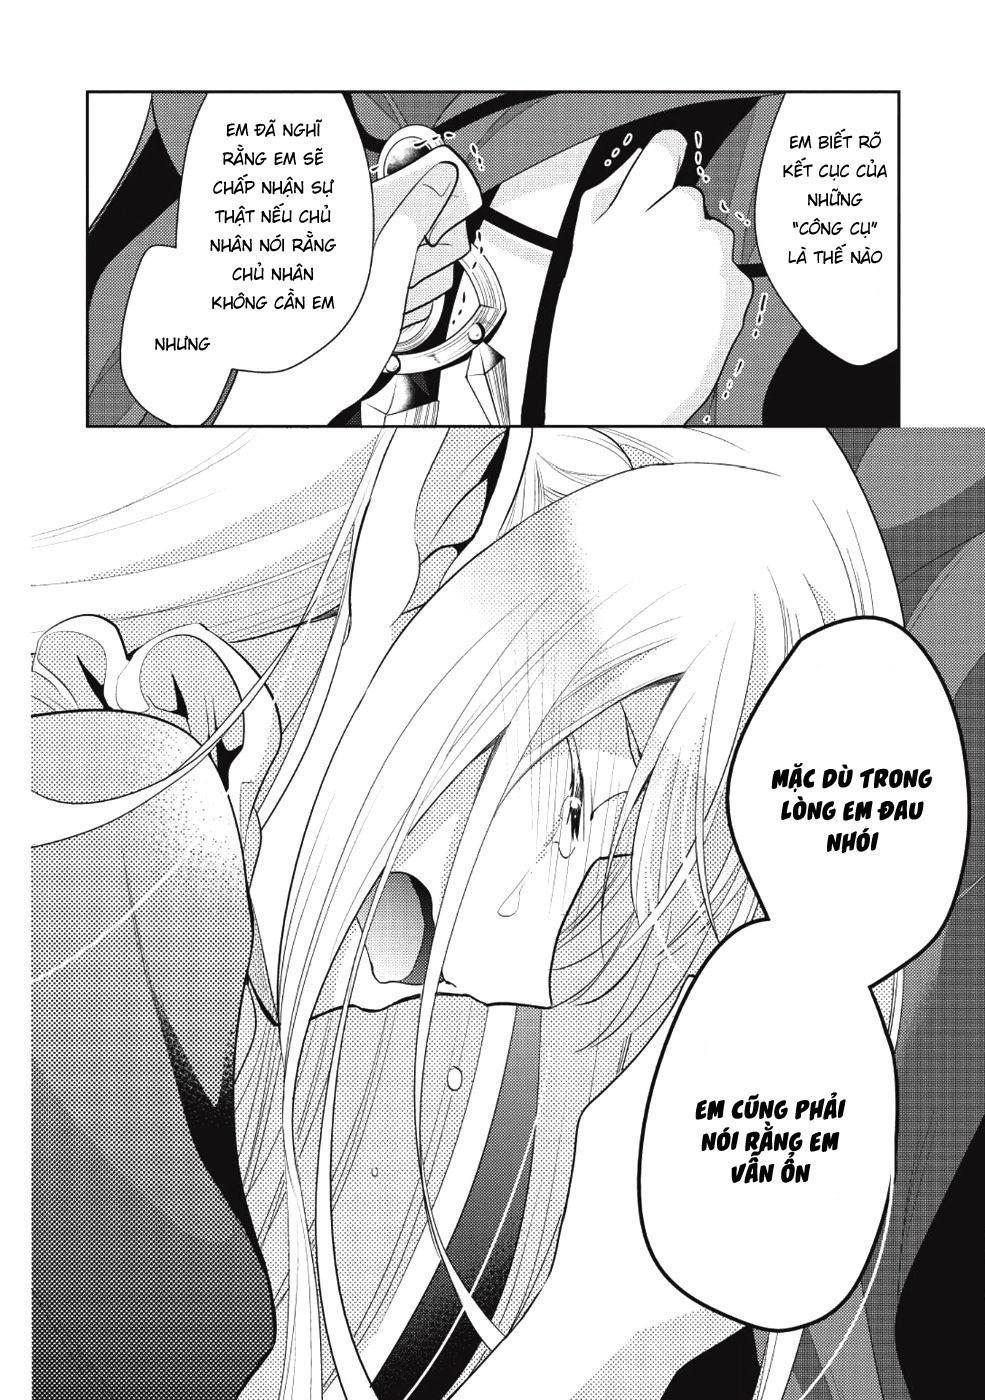 EM BIẾT RÕ
KẾT CỤC CỦA
NHỮNG
"CÔNG CỤ"
LÀ THẾ NÀO
EM ĐÃ NGHĨ
RẰNG EM SẼ
CHẤP NHẬN SỰ
THẬT NẾU CHỦ
NHÂN NÓI RẰNG
CHỦ NHÂN
KHÔNG CẦN EM
NHƯNG
MẶC DÙ TRONG
LÒNG EM ĐAU
NHÓI
EM CŨNG PHẢI
NÓI RẰNG EM
VẪN ỔN